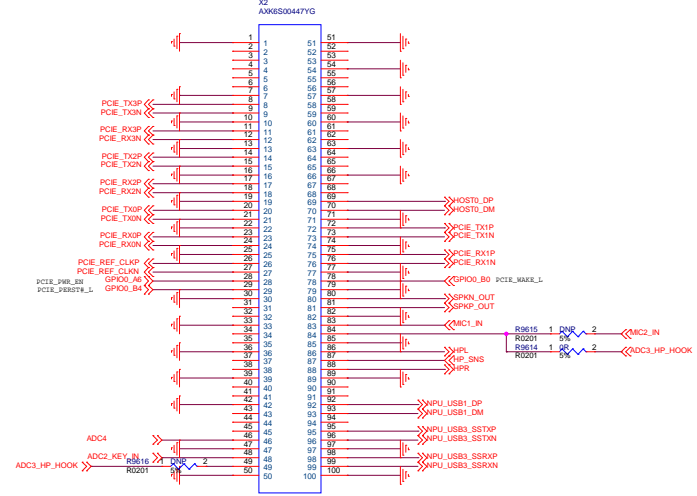 X2
AXK6S00447YG
1 1 51 51
2 2 52 52
3 3 53 53
4 4 54 54
5 5 55 55
6 6 56 56
7 7 57 57
PCIE_TX3P 8 8 58 58
PCIE_TX3N 9 9 59 59
10 10 60 60
PCIE_RX3P 11 11 61 61
PCIE_RX3N 12 12 62 62
13 13 63 63
PCIE_TX2P 14 14 64 64
PCIE_TX2N 15 15 65 65
16 16 66 66
PCIE_RX2P 17 17 67 67
PCIE_RX2N 18 18 68 68
19 19 69 69 HOST0_DP
PCIE_TX0P 20 20 70 70 HOST0_DM
PCIE_TX0N 21 21 71 71
22 22 72 72 PCIE_TX1P
PCIE_RX0P 23 23 73 73 PCIE_TX1N
PCIE_RX0N 24 24 74 74
25 25 75 75 PCIE_RX1P
PCIE_REF_CLKP 26 26 76 76 PCIE_RX1N
PCIE_REF_CLKN 27 27 77 77
PCIE_PWR_EN GPIO0_A6 28 28 78 78 GPIO0_B0 PCIE_WAKE_L
PCIE_PERST#_L GPIO0_B4 29 29 79 79
30 30 80 80 SPKN_OUT
31 31 81 81 SPKP_OUT
32 32 82 82
33 33 83 83 MIC1_IN
34 34 84 84 R9615 1 DNP 2 MIC2_IN
R0201 5%
35 35 85 85
36 36 86 86 HPL R9614 1 0R 2 ADC3_HP_HOOK
R0201 5%
37 37 87 87 HP_SNS
38 38 88 88 HPR
39 39 89 89
40 40 90 90
41 41 91 91
42 42 92 92 NPU_USB1_DP
43 43 93 93 NPU_USB1_DM
44 44 94 94
45 45 95 95 NPU_USB3_SSTXP
ADC4 46 46 96 96 NPU_USB3_SSTXN
47 47 97 97
ADC2_KEY_IN 48 48 98 98 NPU_USB3_SSRXP
ADC3_HP_HOOK R9616 1 DNP 2 49 49 99 99 NPU_USB3_SSRXN
R0201 5% 50 50 100 100